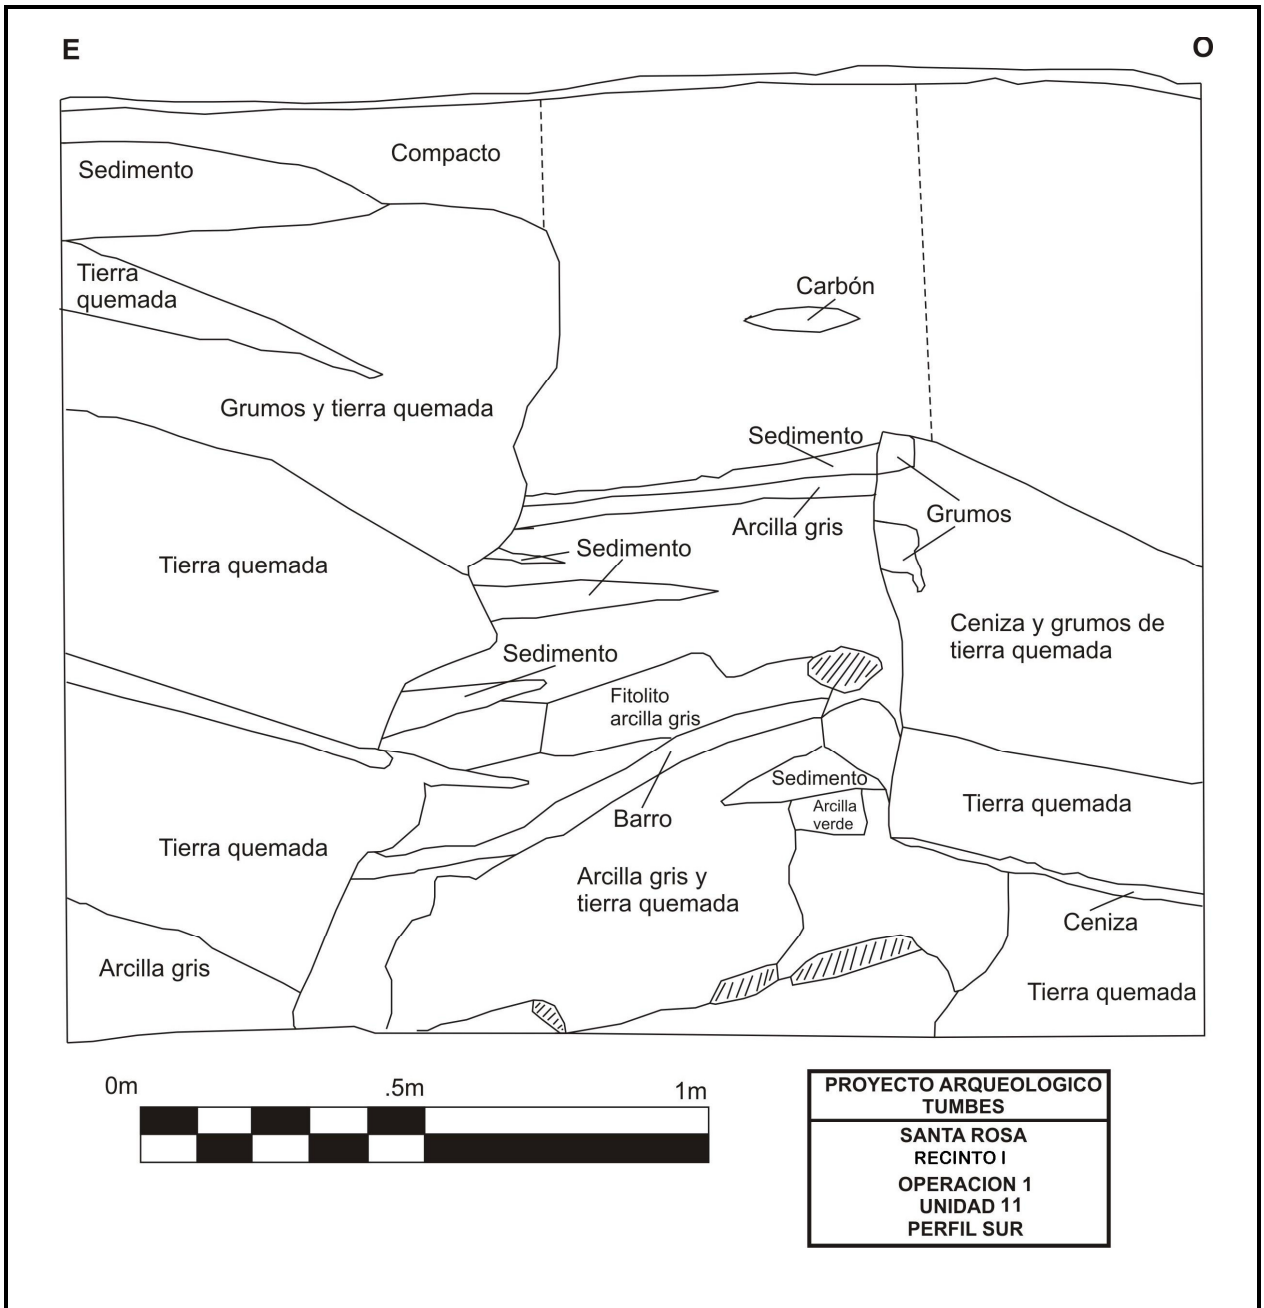 E
O
Compacto
Sedimento
Tierra
quemada
Carbón
Grumos y tierra quemada
Sedimento
Grumos
Arcilla gris
Sedimento
Tierra quemada
Ceniza y grumos de
tierra quemada
Sedimento
Fitolito
arcilla gris
Sedimento
Tierra quemada
Arcilla
verde
Barro
Tierra quemada
Arcilla gris y
tierra quemada
Ceniza
Arcilla gris
Tierra quemada
0m
.5m
1m
PROYECTO ARQUEOLOGICO
TUMBES
SANTA ROSA
RECINTO I
OPERACION 1
UNIDAD 11
PERFIL SUR